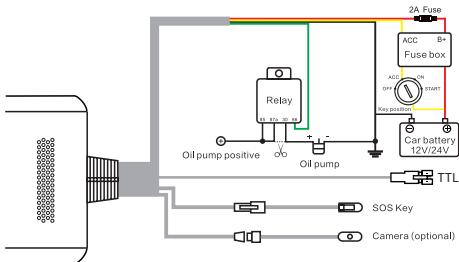 2A Fuse
ACC B+
Fuse box
ACC ON
OFF START
Key position
Relay
85 87a 30 86
Car battery
12V/24V
Oil pump positive
+ -
Oil pump
TTL
SOS Key
Camera (optional)